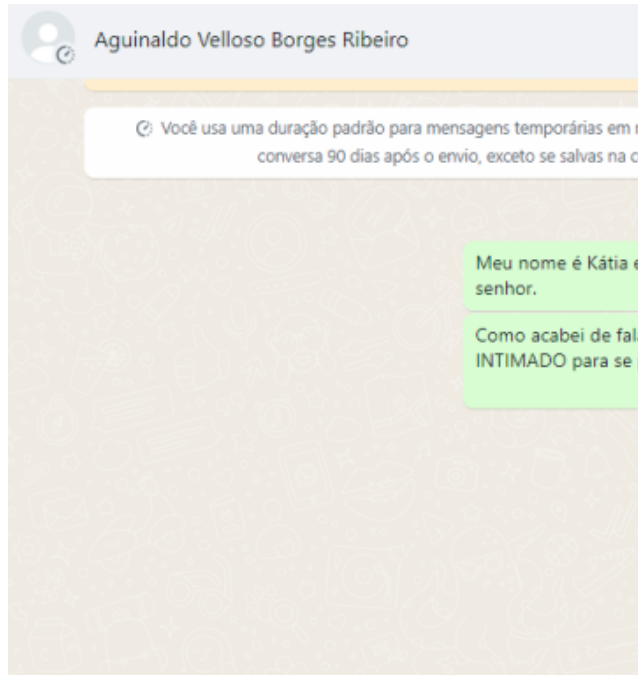 Aguinaldo Velloso Borges Ribeiro
Você usa uma duração padrão para mensagens temporárias em
conversa 90 dias após o envio, exceto se salvas na
Meu nome é Kátia
senhor.
Como acabei de
INTIMADO para se